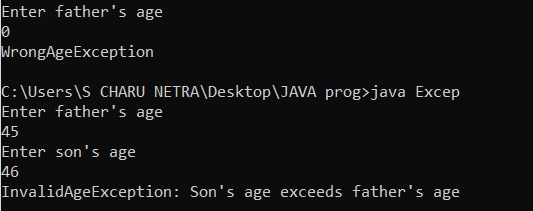 Enter father's age
0
WrongAgeException
C:\Users\S CHARU NETRA\Desktop\JAVA prog>java Excep
Enter father's age
45
Enter son's age
46
InvalidAgeException: Son's age exceeds father's age